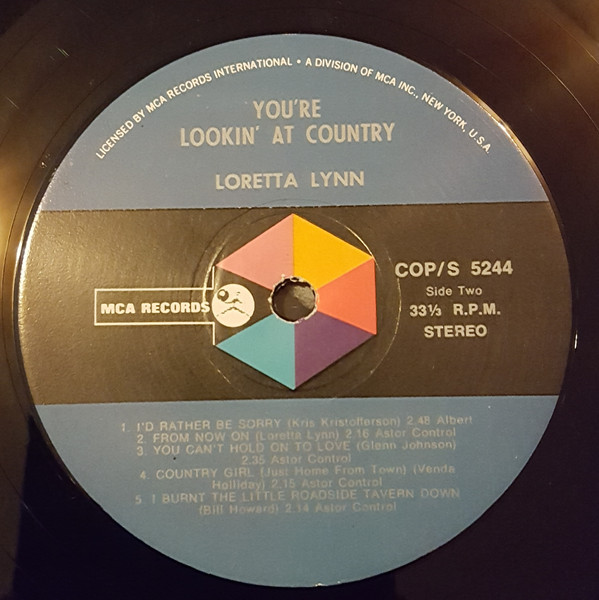 LICENSED BY MCA RECORDS INTERNATIONAL • A DIVISION OF MCA INC., NEW YORK, U.S.A.
YOU'RE
LOOKIN' AT COUNTRY
LORETTA LYNN
MCA RECORDS
COP/S 5244
Side Two
33⅓ R.P.M.
STEREO
1. I'D RATHER BE SORRY (Kris Kristofferson) 2.48 Albert
2. FROM NOW ON (Loretta Lynn) 2.16 Astor Control
3. YOU CAN'T HOLD ON TO LOVE (Glenn Johnson)
2.35 Astor Control
4. COUNTRY GIRL (Just Home From Town) (Venda
Holliday) 2.15 Astor Control
5. I BURNT THE LITTLE ROADSIDE TAVERN DOWN
(Bill Howard) 2.14 Astor Control